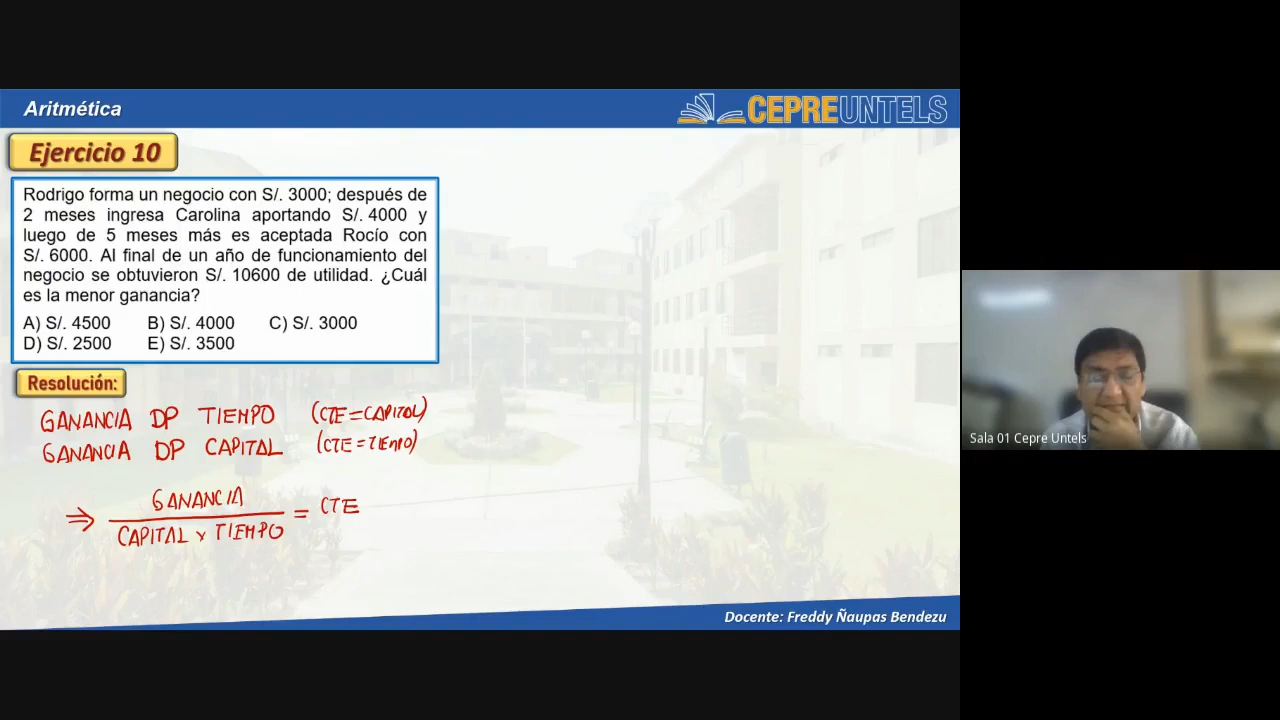 Aritmética
CEPREUNTELS
Ejercicio 10
Rodrigo forma un negocio con S/. 3000; después de
2 meses ingresa Carolina aportando S/. 4000 y
luego de 5 meses más es aceptada Rocío con
S/. 6000. Al final de un año de funcionamiento del
negocio se obtuvieron S/. 10600 de utilidad. ¿Cuál
es la menor ganancia?
A) S/. 4500 B) S/. 4000 C) S/. 3000
D) S/. 2500 E) S/. 3500
Resolución:
GANANCIA DP TIEMPO (CTE=CAPITAL)
GANANCIA DP CAPITAL (CTE=TIEMPO)
⇒ GANANCIA
CAPITAL x TIEMPO = CTE
Docente: Freddy Ñaupas Bendezu
Sala 01 Cepre Untels